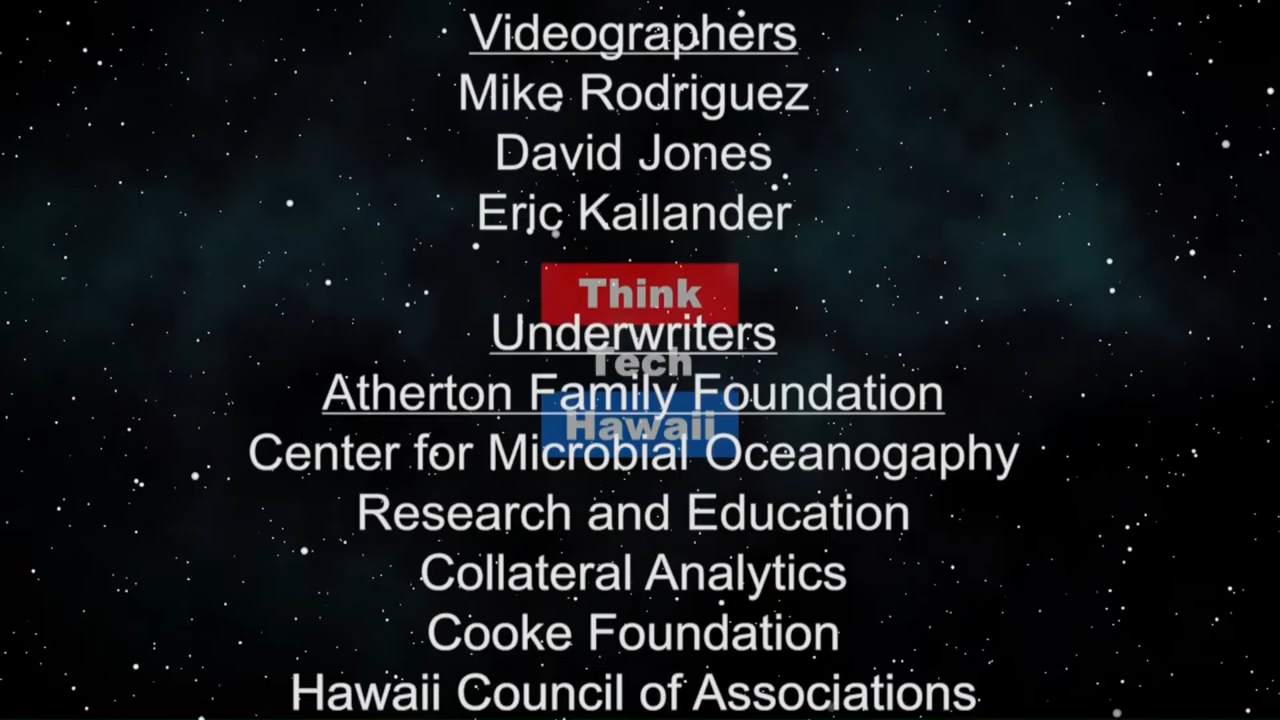 Videographers
Mike Rodriguez
David Jones
Eric Kallander
Think
Underwriters
Tech
Atherton Family Foundation
Hawaii
Center for Microbial Oceanogaphy
Research and Education
Collateral Analytics
Cooke Foundation
Hawaii Council of Associations